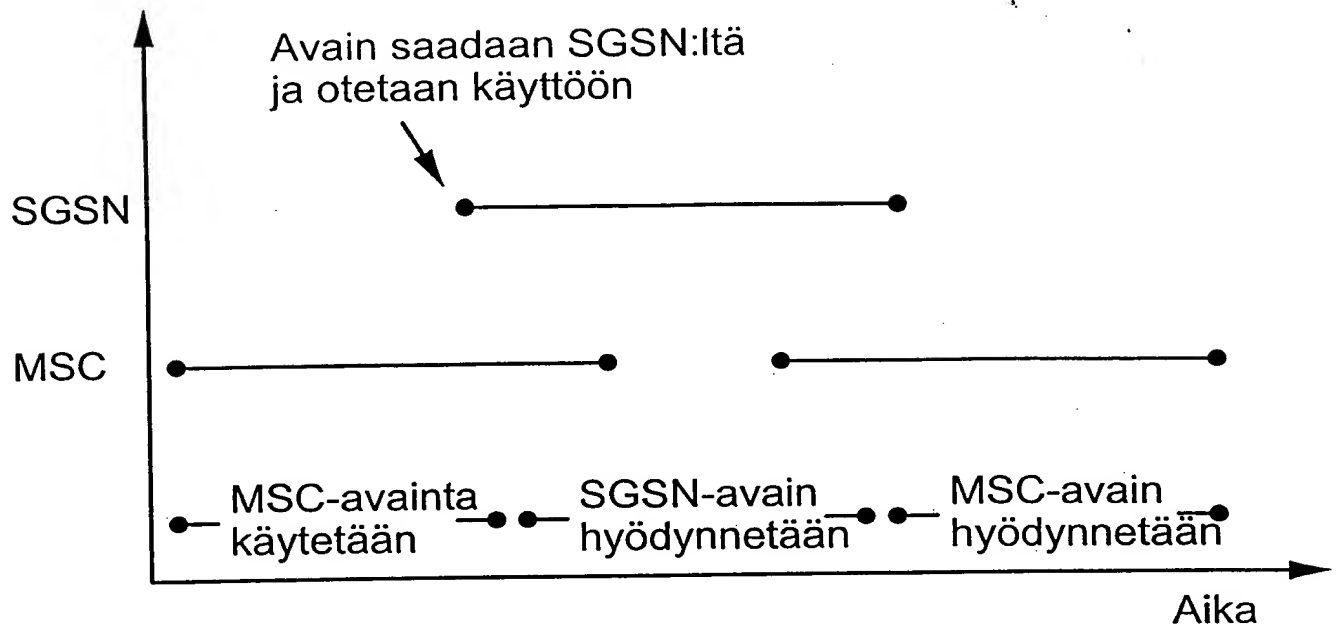 Avain saadaan SGSN:ltä
ja otetaan käyttöön
SGSN
MSC
MSC-avainta
käytetään
SGSN-avain
hyödynnetään
MSC-avain
hyödynnetään
Aika